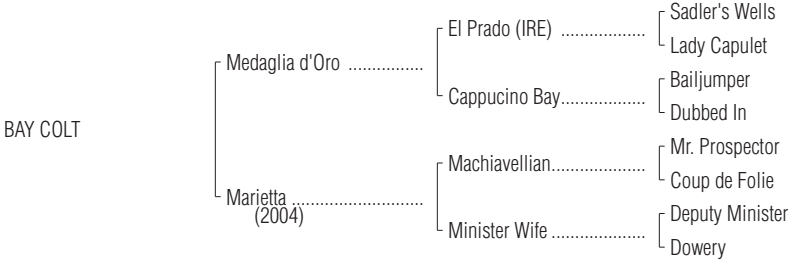 Sadler's Wells
El Prado (IRE) ..................
Lady Capulet
Medaglia d'Oro ................
Bailjumper
Cappucino Bay..................
Dubbed In
BAY COLT
Mr. Prospector
Machiavellian....................
Coup de Folie
Marietta ............................
(2004)
Deputy Minister
Minister Wife ....................
Dowery